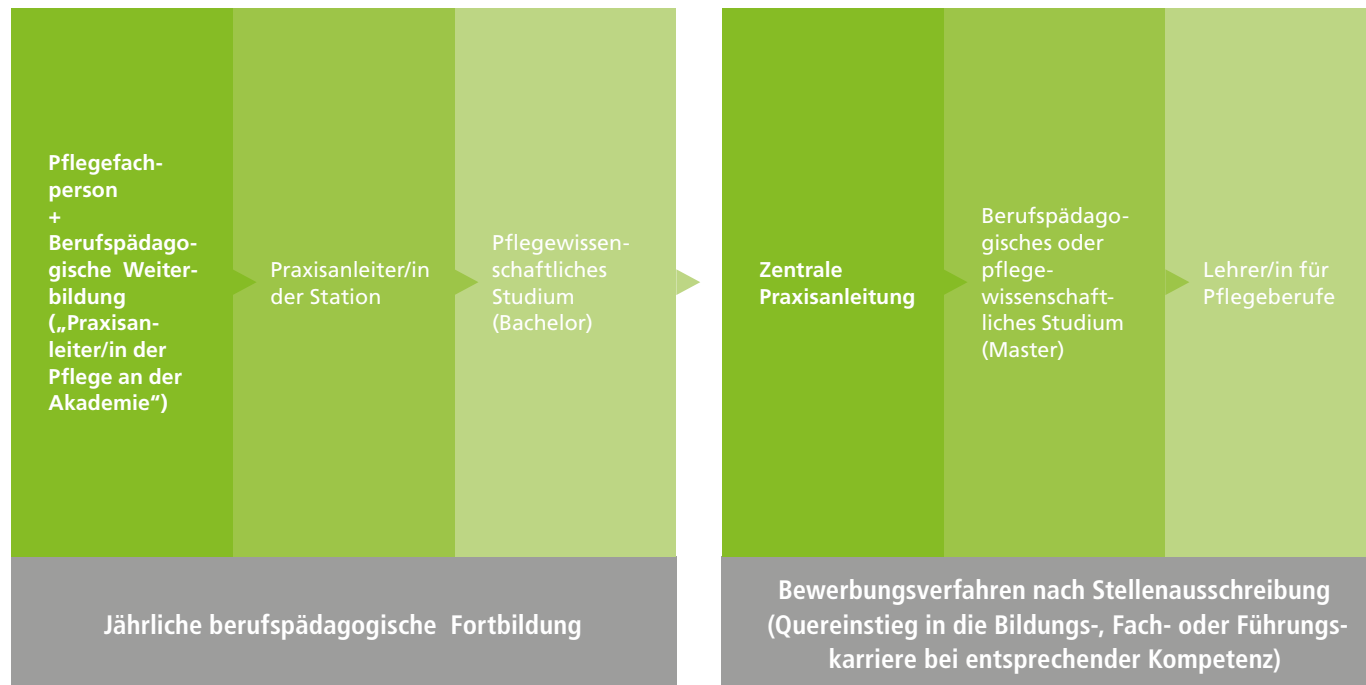 Pflegefach-
person
+
Berufspädago-
gische Weiter-
bildung
(„Praxisan-
leiter/in der
Pflege an der
Akademie“)
Praxisanleiter/in
der Station
Pflegewissen-
schaftliches
Studium
(Bachelor)
Zentrale
Praxisanleitung
Berufspädago-
gisches oder
pflege-
wissenschaft-
liches Studium
(Master)
Lehrer/in für
Pflegeberufe
Jährliche berufspädagogische Fortbildung
Bewerbungsverfahren nach Stellenausschreibung
(Quereinstieg in die Bildungs-, Fach- oder Führungs-
karriere bei entsprechender Kompetenz)